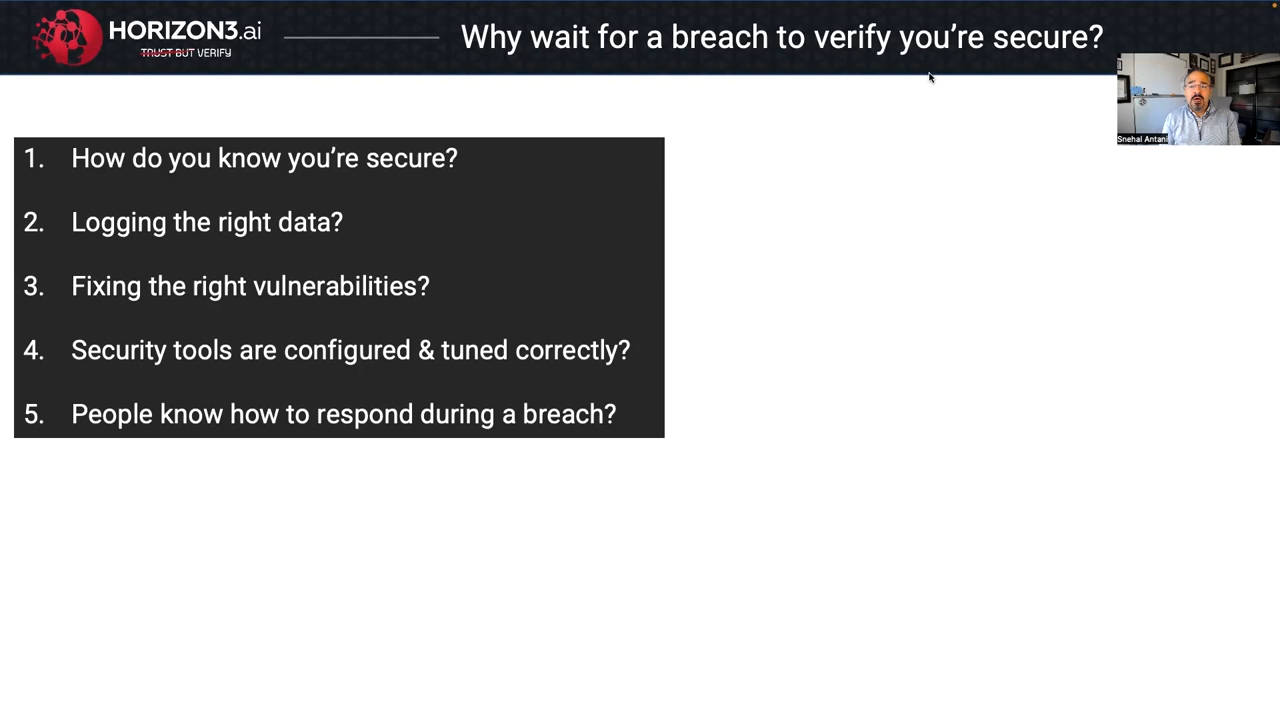 HORIZON3.ai
TRUST BUT VERIFY
Why wait for a breach to verify you're secure?
Snehal Antani
1. How do you know you're secure?
2. Logging the right data?
3. Fixing the right vulnerabilities?
4. Security tools are configured & tuned correctly?
5. People know how to respond during a breach?